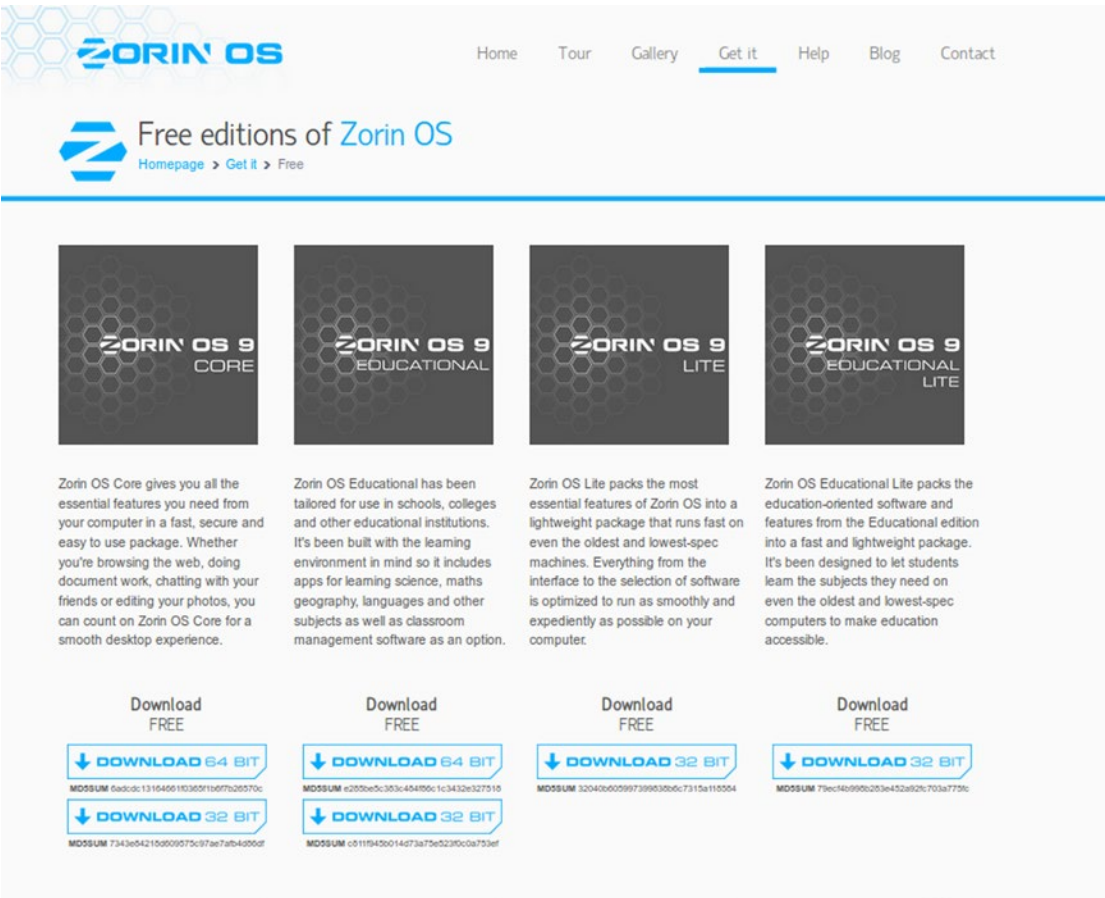 ZORIN OS
Home Tour Gallery Get it Help Blog Contact
Free editions of Zorin OS
Homepage > Get it > Free
ZORIN OS 9
CORE
ZORIN OS 9
EDUCATIONAL
ZORIN OS 9
LITE
ZORIN OS 9
EDUCATIONAL
LITE
Zorin OS Core gives you all the
essential features you need from
your computer in a fast, secure and
easy to use package. Whether
you're browsing the web, doing
document work, chatting with your
friends or editing your photos, you
can count on Zorin OS Core for a
smooth desktop experience.
Zorin OS Educational has been
tailored for use in schools, colleges
and other educational institutions.
It's been built with the learning
environment in mind so it includes
apps for learning science, maths
geography, languages and other
subjects as well as classroom
management software as an option.
Zorin OS Lite packs the most
essential features of Zorin OS into a
lightweight package that runs fast on
even the oldest and lowest-spec
machines. Everything from the
interface to the selection of software
is optimized to run as smoothly and
expediently as possible on your
computer.
Zorin OS Educational Lite packs the
education-oriented software and
features from the Educational edition
into a fast and lightweight package.
It's been designed to let students
learn the subjects they need on
even the oldest and lowest-spec
computers to make education
accessible.
Download
FREE
DOWNLOAD 64 BIT
MD5SUM
DOWNLOAD 32 BIT
MD5SUM
Download
FREE
DOWNLOAD 64 BIT
MD5SUM
DOWNLOAD 32 BIT
MD5SUM
Download
FREE
DOWNLOAD 32 BIT
MD5SUM
Download
FREE
DOWNLOAD 32 BIT
MD5SUM